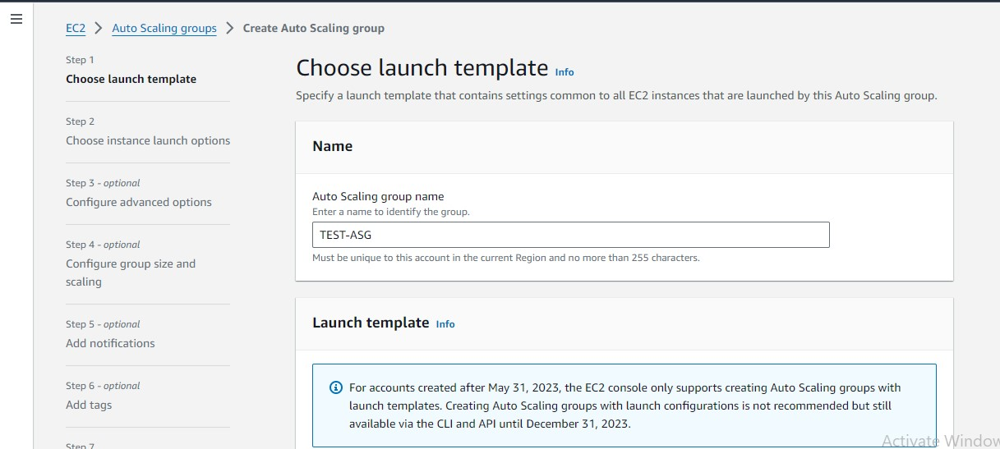 EC2 > Auto Scaling groups > Create Auto Scaling group
Step 1
Choose launch template
Step 2
Choose instance launch options
Step 3 - optional
Configure advanced options
Step 4 - optional
Configure group size and
scaling
Step 5 - optional
Add notifications
Step 6 - optional
Add tags
Step 7
Choose launch template Info
Specify a launch template that contains settings common to all EC2 instances that are launched by this Auto Scaling group.
Name
Auto Scaling group name
Enter a name to identify the group.
TEST-ASG
Must be unique to this account in the current Region and no more than 255 characters.
Launch template Info
For accounts created after May 31, 2023, the EC2 console only supports creating Auto Scaling groups with
launch templates. Creating Auto Scaling groups with launch configurations is not recommended but still
available via the CLI and API until December 31, 2023.
Activate Window